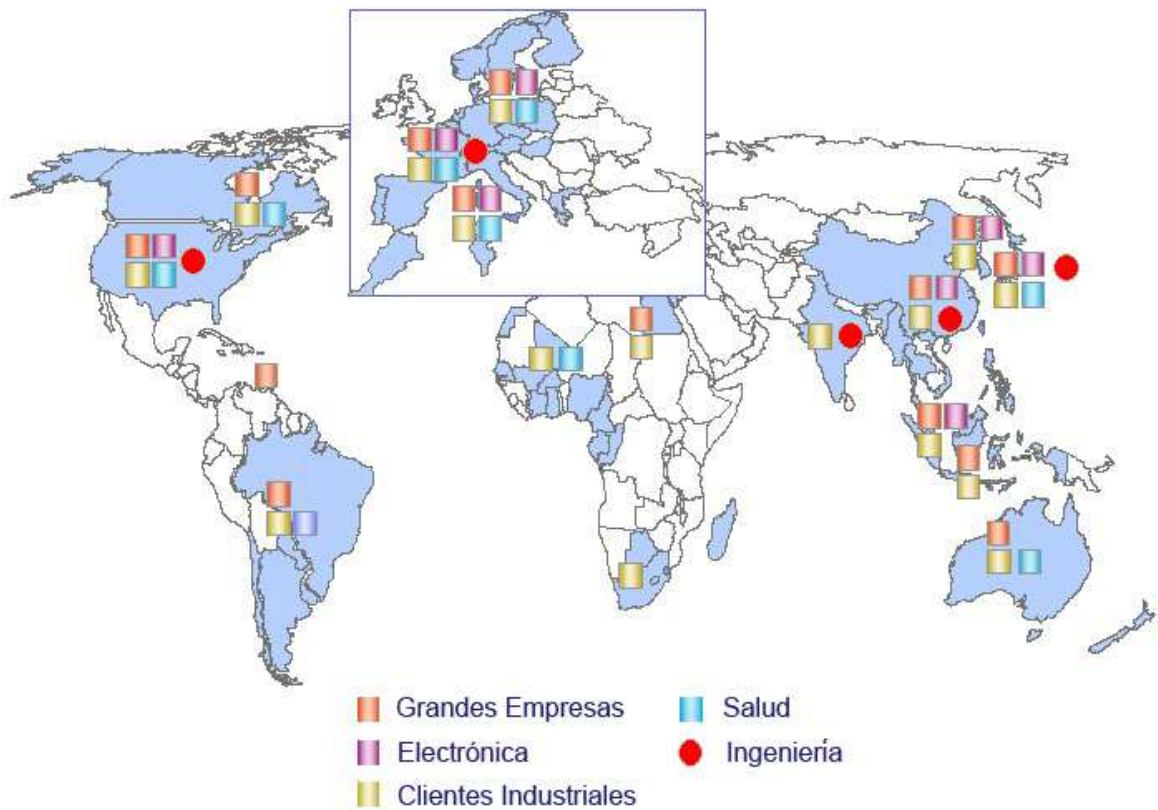 Grandes Empresas
Electrónica
Clientes Industriales
Salud
Ingeniería